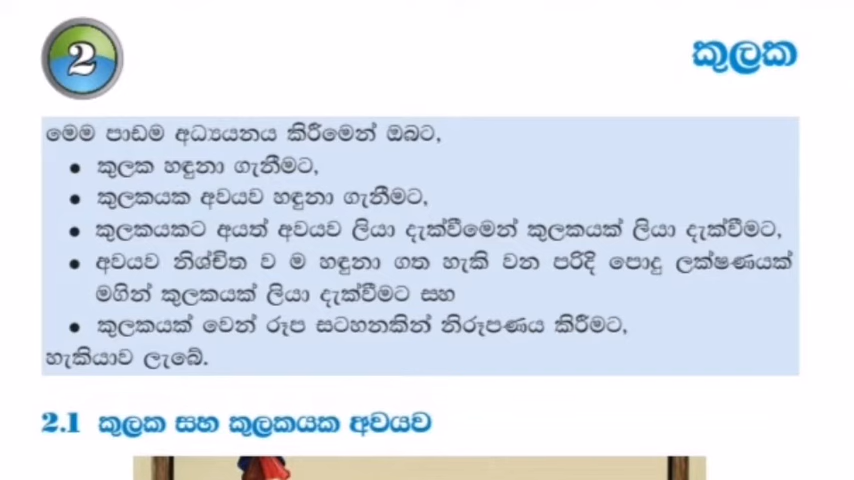 2
කුලක
මෙම පාඩම අධ්‍යයනය කිරීමෙන් ඔබට,
● කුලක හඳුනා ගැනීමට,
● කුලකයක අවයව හඳුනා ගැනීමට,
● කුලකයකට අයත් අවයව ලියා දැක්වීමෙන් කුලකයක් ලියා දැක්වීමට,
● අවයව නිශ්චිත ව ම හඳුනා ගත හැකි වන පරිදි පොදු ලක්ෂණයක්
මගින් කුලකයක් ලියා දැක්වීමට සහ
● කුලකයක් වෙන් රූප සටහනකින් නිරූපණය කිරීමට,
හැකියාව ලැබේ.
2.1 කුලක සහ කුලකයක අවයව